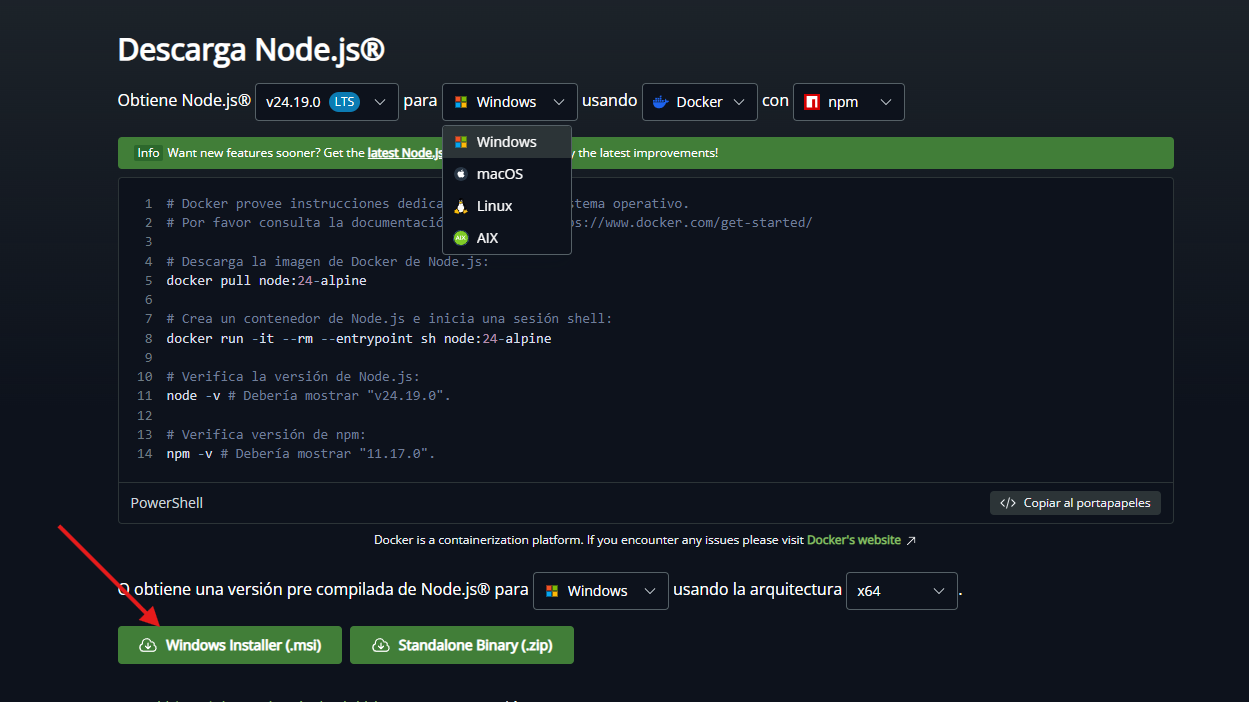 Descarga Node.js®
Obtiene Node.js® v24.19.0 LTS para Windows usando Docker con npm
Windows
macOS
Linux
AIX
Info Want new features sooner? Get the latest Node.js y the latest improvements!
1 # Docker provee instrucciones dedica stema operativo.
2 # Por favor consulta la documentació ps://www.docker.com/get-started/
3
4 # Descarga la imagen de Docker de Node.js:
5 docker pull node:24-alpine
6
7 # Crea un contenedor de Node.js e inicia una sesión shell:
8 docker run -it --rm --entrypoint sh node:24-alpine
9
10 # Verifica la versión de Node.js:
11 node -v # Debería mostrar "v24.19.0".
12
13 # Verifica versión de npm:
14 npm -v # Debería mostrar "11.17.0".
PowerShell
</> Copiar al portapapeles
Docker is a containerization platform. If you encounter any issues please visit Docker's website
O obtiene una versión pre compilada de Node.js® para Windows usando la arquitectura x64 .
Windows Installer (.msi) Standalone Binary (.zip)